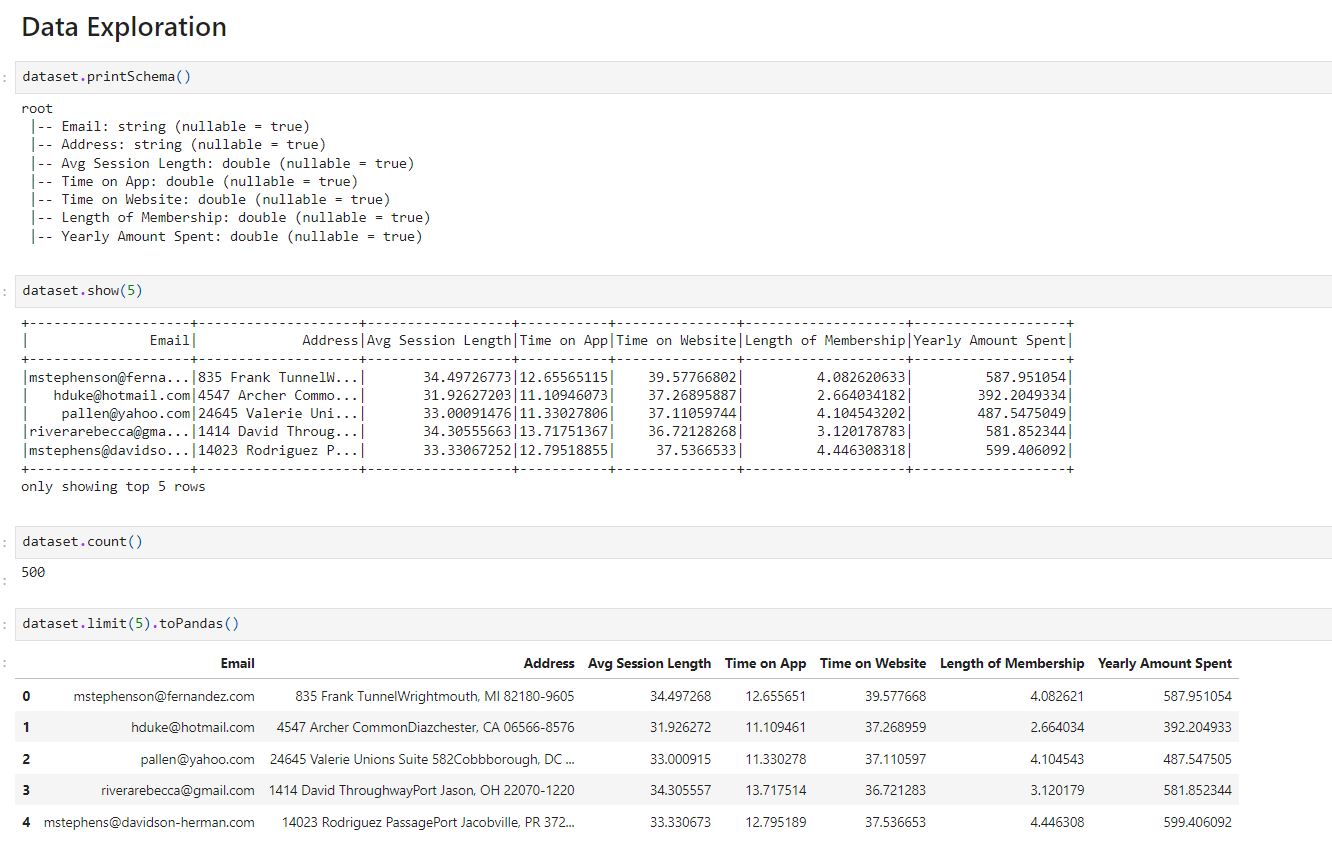 Data Exploration
: dataset.printSchema()
root
 |-- Email: string (nullable = true)
 |-- Address: string (nullable = true)
 |-- Avg Session Length: double (nullable = true)
 |-- Time on App: double (nullable = true)
 |-- Time on Website: double (nullable = true)
 |-- Length of Membership: double (nullable = true)
 |-- Yearly Amount Spent: double (nullable = true)
: dataset.show(5)
+--------------------+--------------------+------------------+-----------+---------------+--------------------+-------------------+
|               Email|             Address|Avg Session Length|Time on App|Time on Website|Length of Membership|Yearly Amount Spent|
+--------------------+--------------------+------------------+-----------+---------------+--------------------+-------------------+
|mstephenson@ferna...|835 Frank TunnelW...|       34.49726773|12.65565115|    39.57766802|         4.082620633|         587.951054|
|   hduke@hotmail.com|4547 Archer Commo...|       31.92627203|11.10946073|    37.26895887|         2.664034182|        392.2049334|
|    pallen@yahoo.com|24645 Valerie Uni...|       33.00091476|11.33027806|    37.11059744|         4.104543202|        487.5475049|
|riverarebecca@gma...|1414 David Throug...|       34.30555663|13.71751367|    36.72128268|         3.120178783|         581.852344|
|mstephens@davidso...|14023 Rodriguez P...|       33.33067252|12.79518855|     37.5366533|         4.446308318|         599.406092|
+--------------------+--------------------+------------------+-----------+---------------+--------------------+-------------------+
only showing top 5 rows
: dataset.count()
: 500
: dataset.limit(5).toPandas()
: Email Address Avg Session Length Time on App Time on Website Length of Membership Yearly Amount Spent
0 mstephenson@fernandez.com 835 Frank TunnelWrightmouth, MI 82180-9605 34.497268 12.655651 39.577668 4.082621 587.951054
1 hduke@hotmail.com 4547 Archer CommonDiazchester, CA 06566-8576 31.926272 11.109461 37.268959 2.664034 392.204933
2 pallen@yahoo.com 24645 Valerie Unions Suite 582Cobbborough, DC ... 33.000915 11.330278 37.110597 4.104543 487.547505
3 riverarebecca@gmail.com 1414 David ThroughwayPort Jason, OH 22070-1220 34.305557 13.717514 36.721283 3.120179 581.852344
4 mstephens@davidson-herman.com 14023 Rodriguez PassagePort Jacobville, PR 372... 33.330673 12.795189 37.536653 4.446308 599.406092